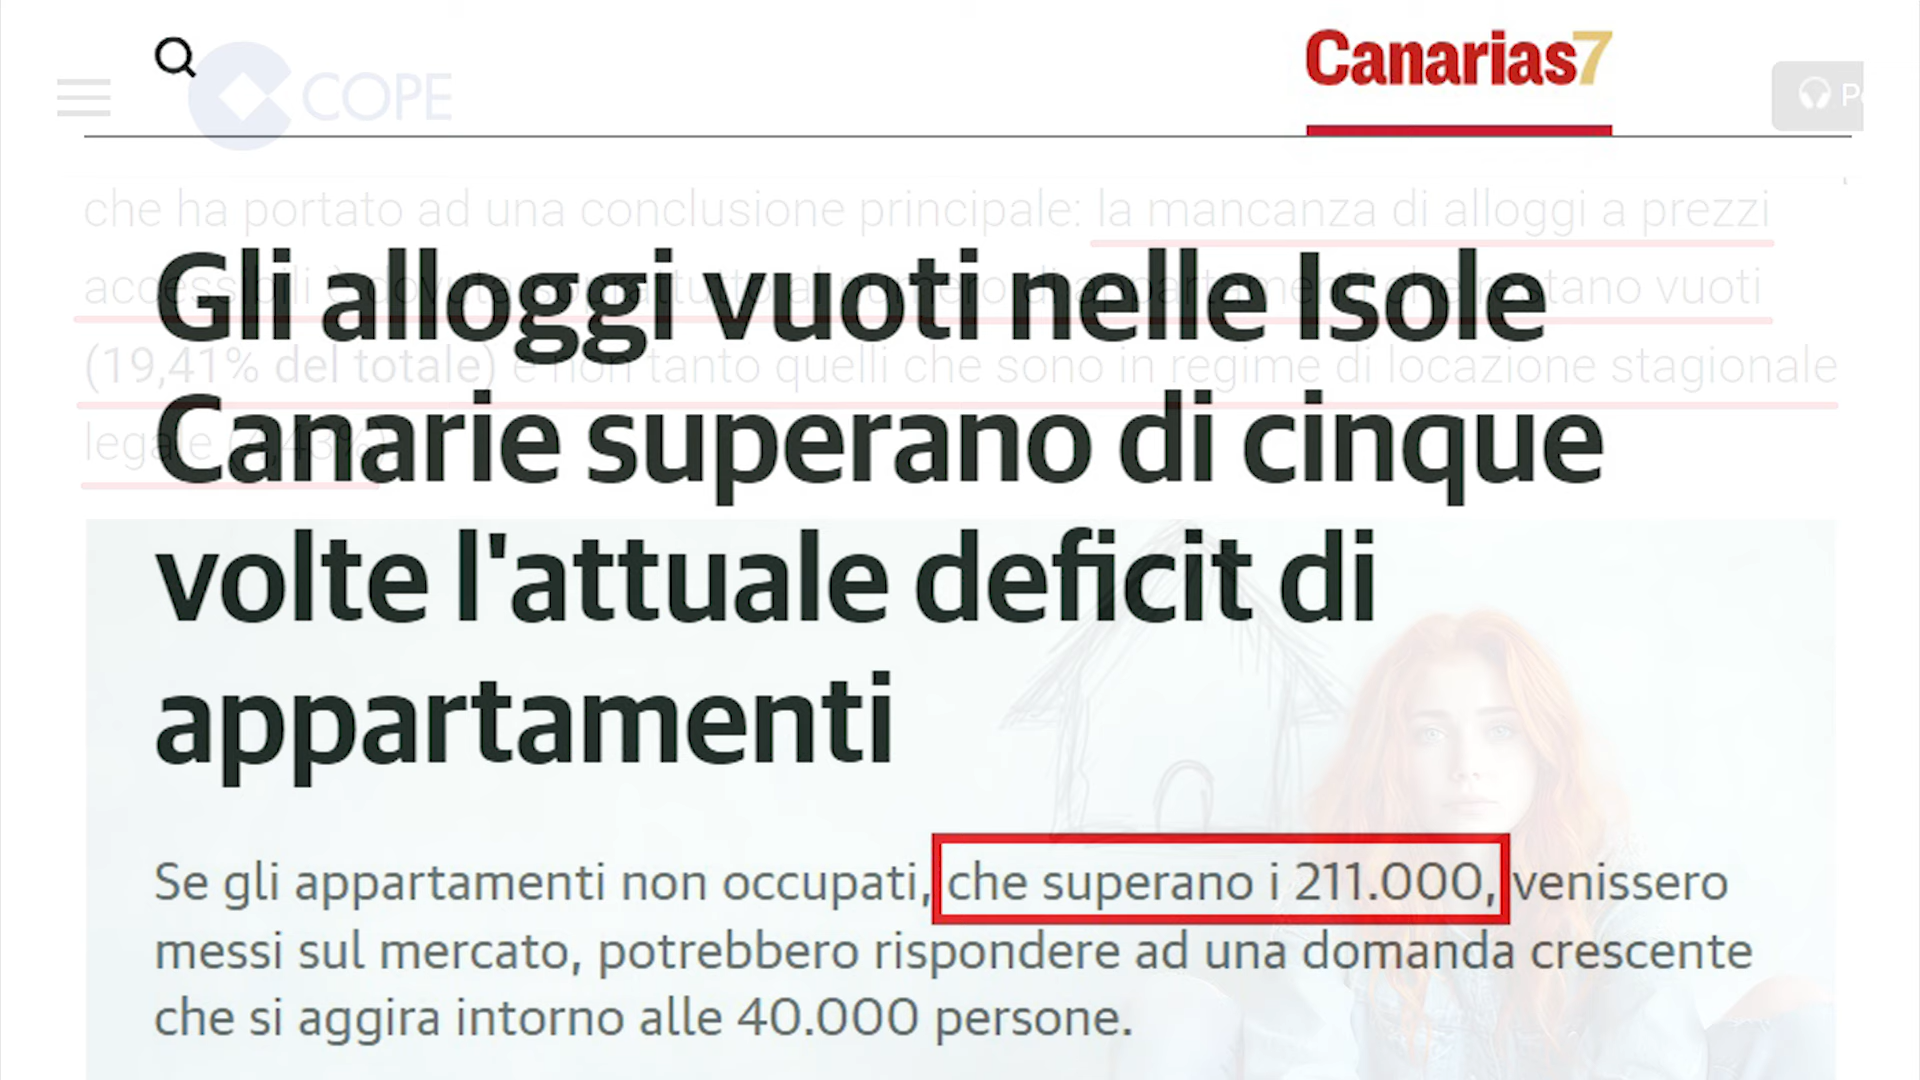 COPE
Canarias7
che ha portato ad una conclusione principale: la mancanza di alloggi a prezzi
Gli alloggi vuoti nelle Isole
restano vuoti
(19,41% del totale) e non tanto quelli che sono in regime di locazione stagionale
Canarie superano di cinque
volte l'attuale deficit di
appartamenti
Se gli appartamenti non occupati, che superano i 211.000, venissero
messi sul mercato, potrebbero rispondere ad una domanda crescente
che si aggira intorno alle 40.000 persone.